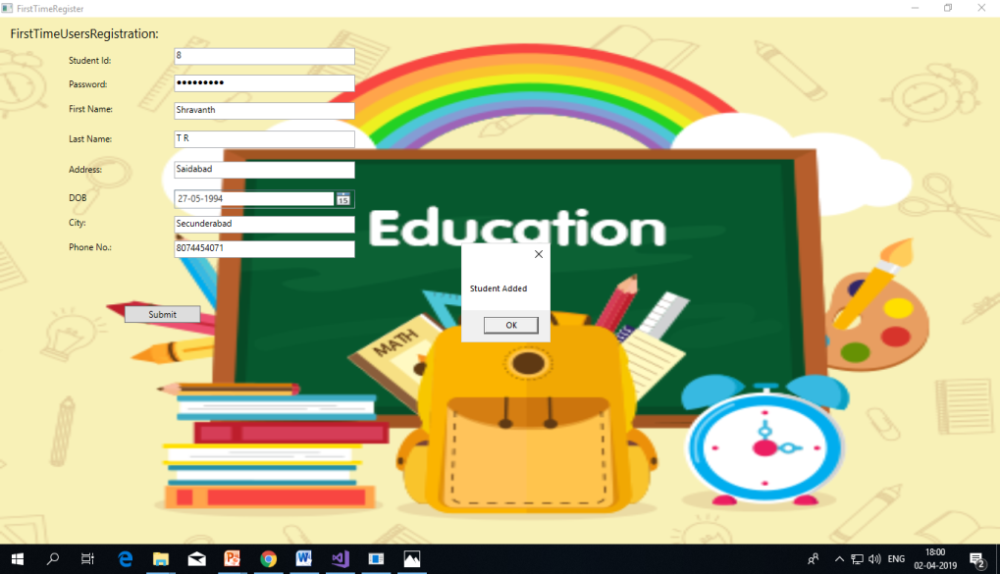 FirstTimeRegister
FirstTimeUsersRegistration:
Student Id: 8
Password: •••••••••
First Name: Shravanth
Last Name: T R
Address: Saidabad
DOB 27-05-1994 15
City: Secunderabad
Phone No.: 8074454071
Submit
Education
Student Added
OK
MATH
18:00
ENG
02-04-2019
2